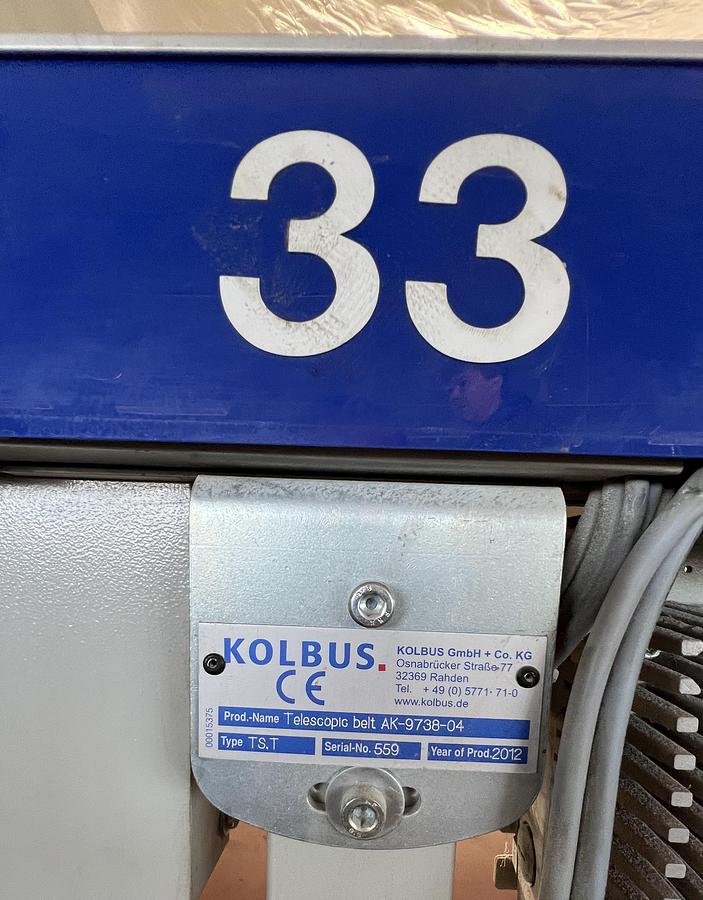 33
KOLBUS.
CE
KOLBUS GmbH + Co. KG
Osnabrücker Straße 77
32369 Rahden
Tel. + 49 (0) 5771- 71-0
www.kolbus.de
00015375
Prod.-Name Telescopic belt AK-9738-04
Type TS.T Serial-No. 559 Year of Prod. 2012